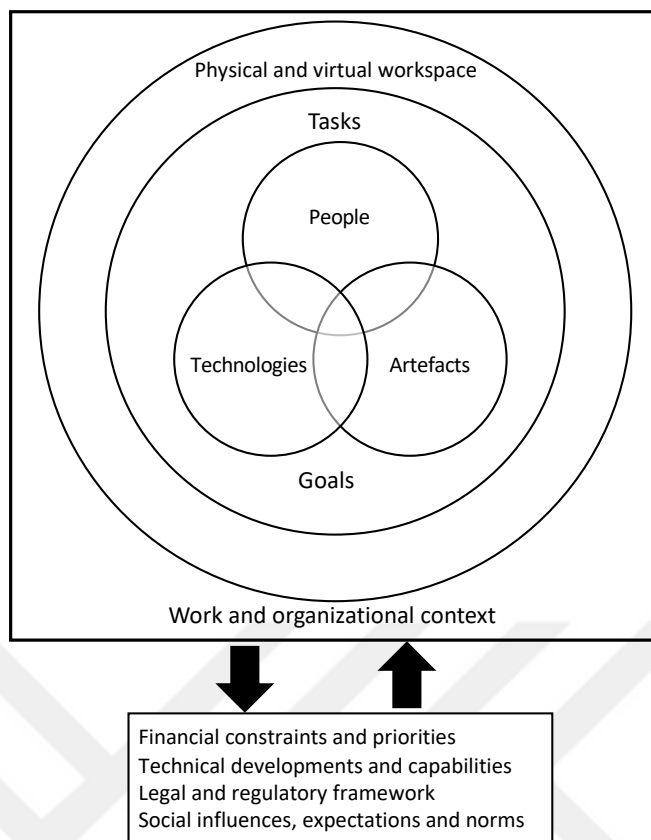 Physical and virtual workspace
Tasks
People
Technologies
Artefacts
Goals
Work and organizational context
Financial constraints and priorities
Technical developments and capabilities
Legal and regulatory framework
Social influences, expectations and norms